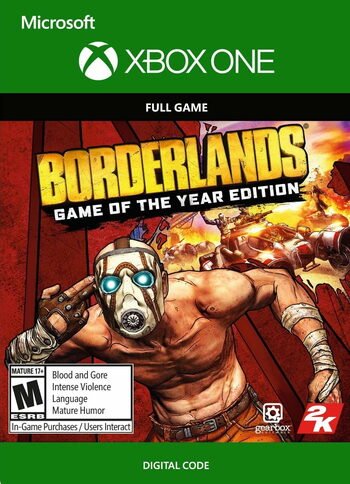 Microsoft
XBOX ONE
FULL GAME
BORDERLANDS
GAME OF THE YEAR EDITION
MATURE 17+
M
ESRB
Blood and Gore
Intense Violence
Language
Mature Humor
In-Game Purchases / Users Interact
gearbox
2K
DIGITAL CODE